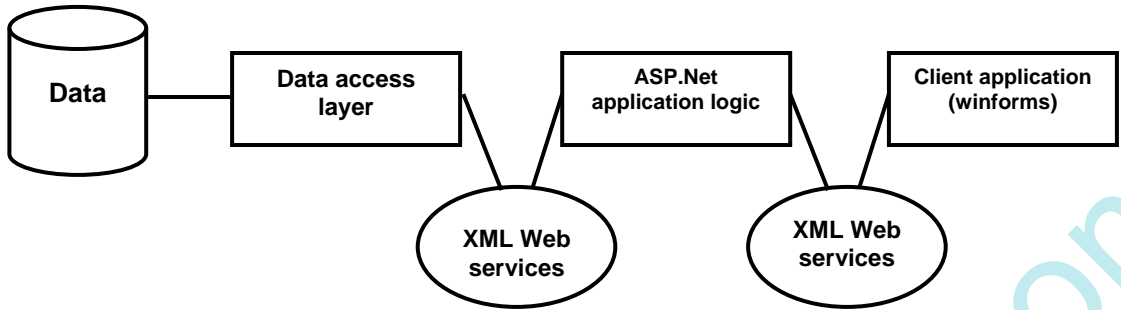 Data
Data access
layer
ASP.Net
application logic
Client application
(winforms)
XML Web
services
XML Web
services